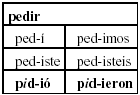 pedir
ped-í ped-imos
ped-iste ped-isteis
pid-ió pid-ieron